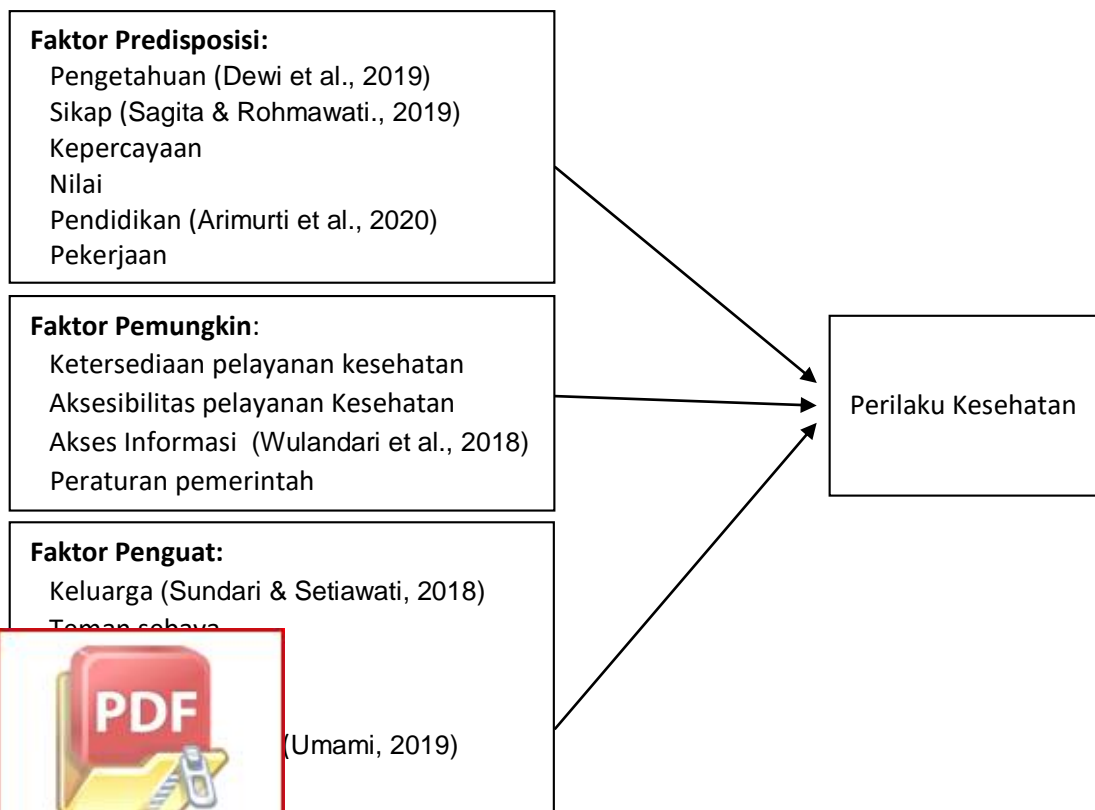 Faktor Predisposisi:
Pengetahuan (Dewi et al., 2019)
Sikap (Sagita & Rohmawati., 2019)
Kepercayaan
Nilai
Pendidikan (Arimurti et al., 2020)
Pekerjaan
Faktor Pemungkin:
Ketersediaan pelayanan kesehatan
Aksesibilitas pelayanan Kesehatan
Akses Informasi (Wulandari et al., 2018)
Peraturan pemerintah
Faktor Penguat:
Keluarga (Sundari & Setiawati, 2018)
Teman sebaya
(Umami, 2019)
PDF
Perilaku Kesehatan